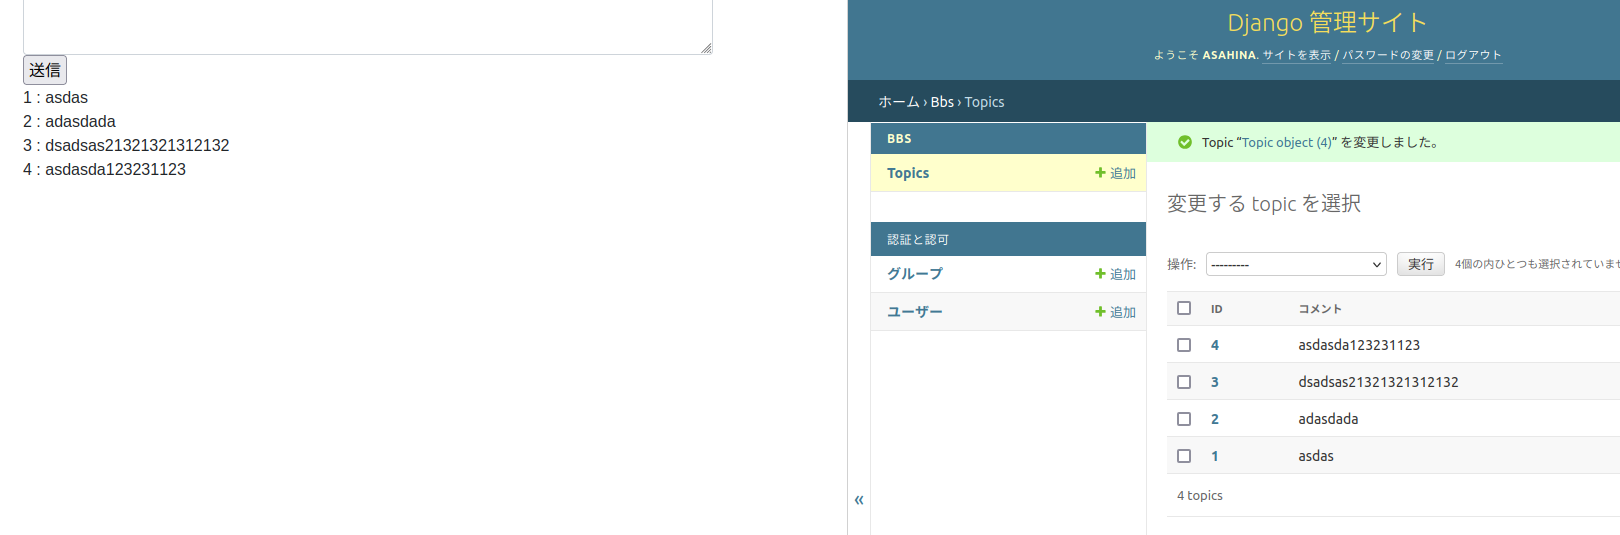 送信
1 : asdas
2 : adasdada
3 : dsadsas21321321312132
4 : asdasda123231123
Django 管理サイト
ようこそ ASAHINA. サイトを表示 / パスワードの変更 / ログアウト
ホーム › Bbs › Topics
BBS
Topics
+ 追加
認証と認可
グループ
+ 追加
ユーザー
+ 追加
«
Topic “Topic object (4)” を変更しました。
変更する topic を選択
操作: --------- 実行 4個の内ひとつも選択されていませ
ID コメント
4 asdasda123231123
3 dsadsas21321321312132
2 adasdada
1 asdas
4 topics